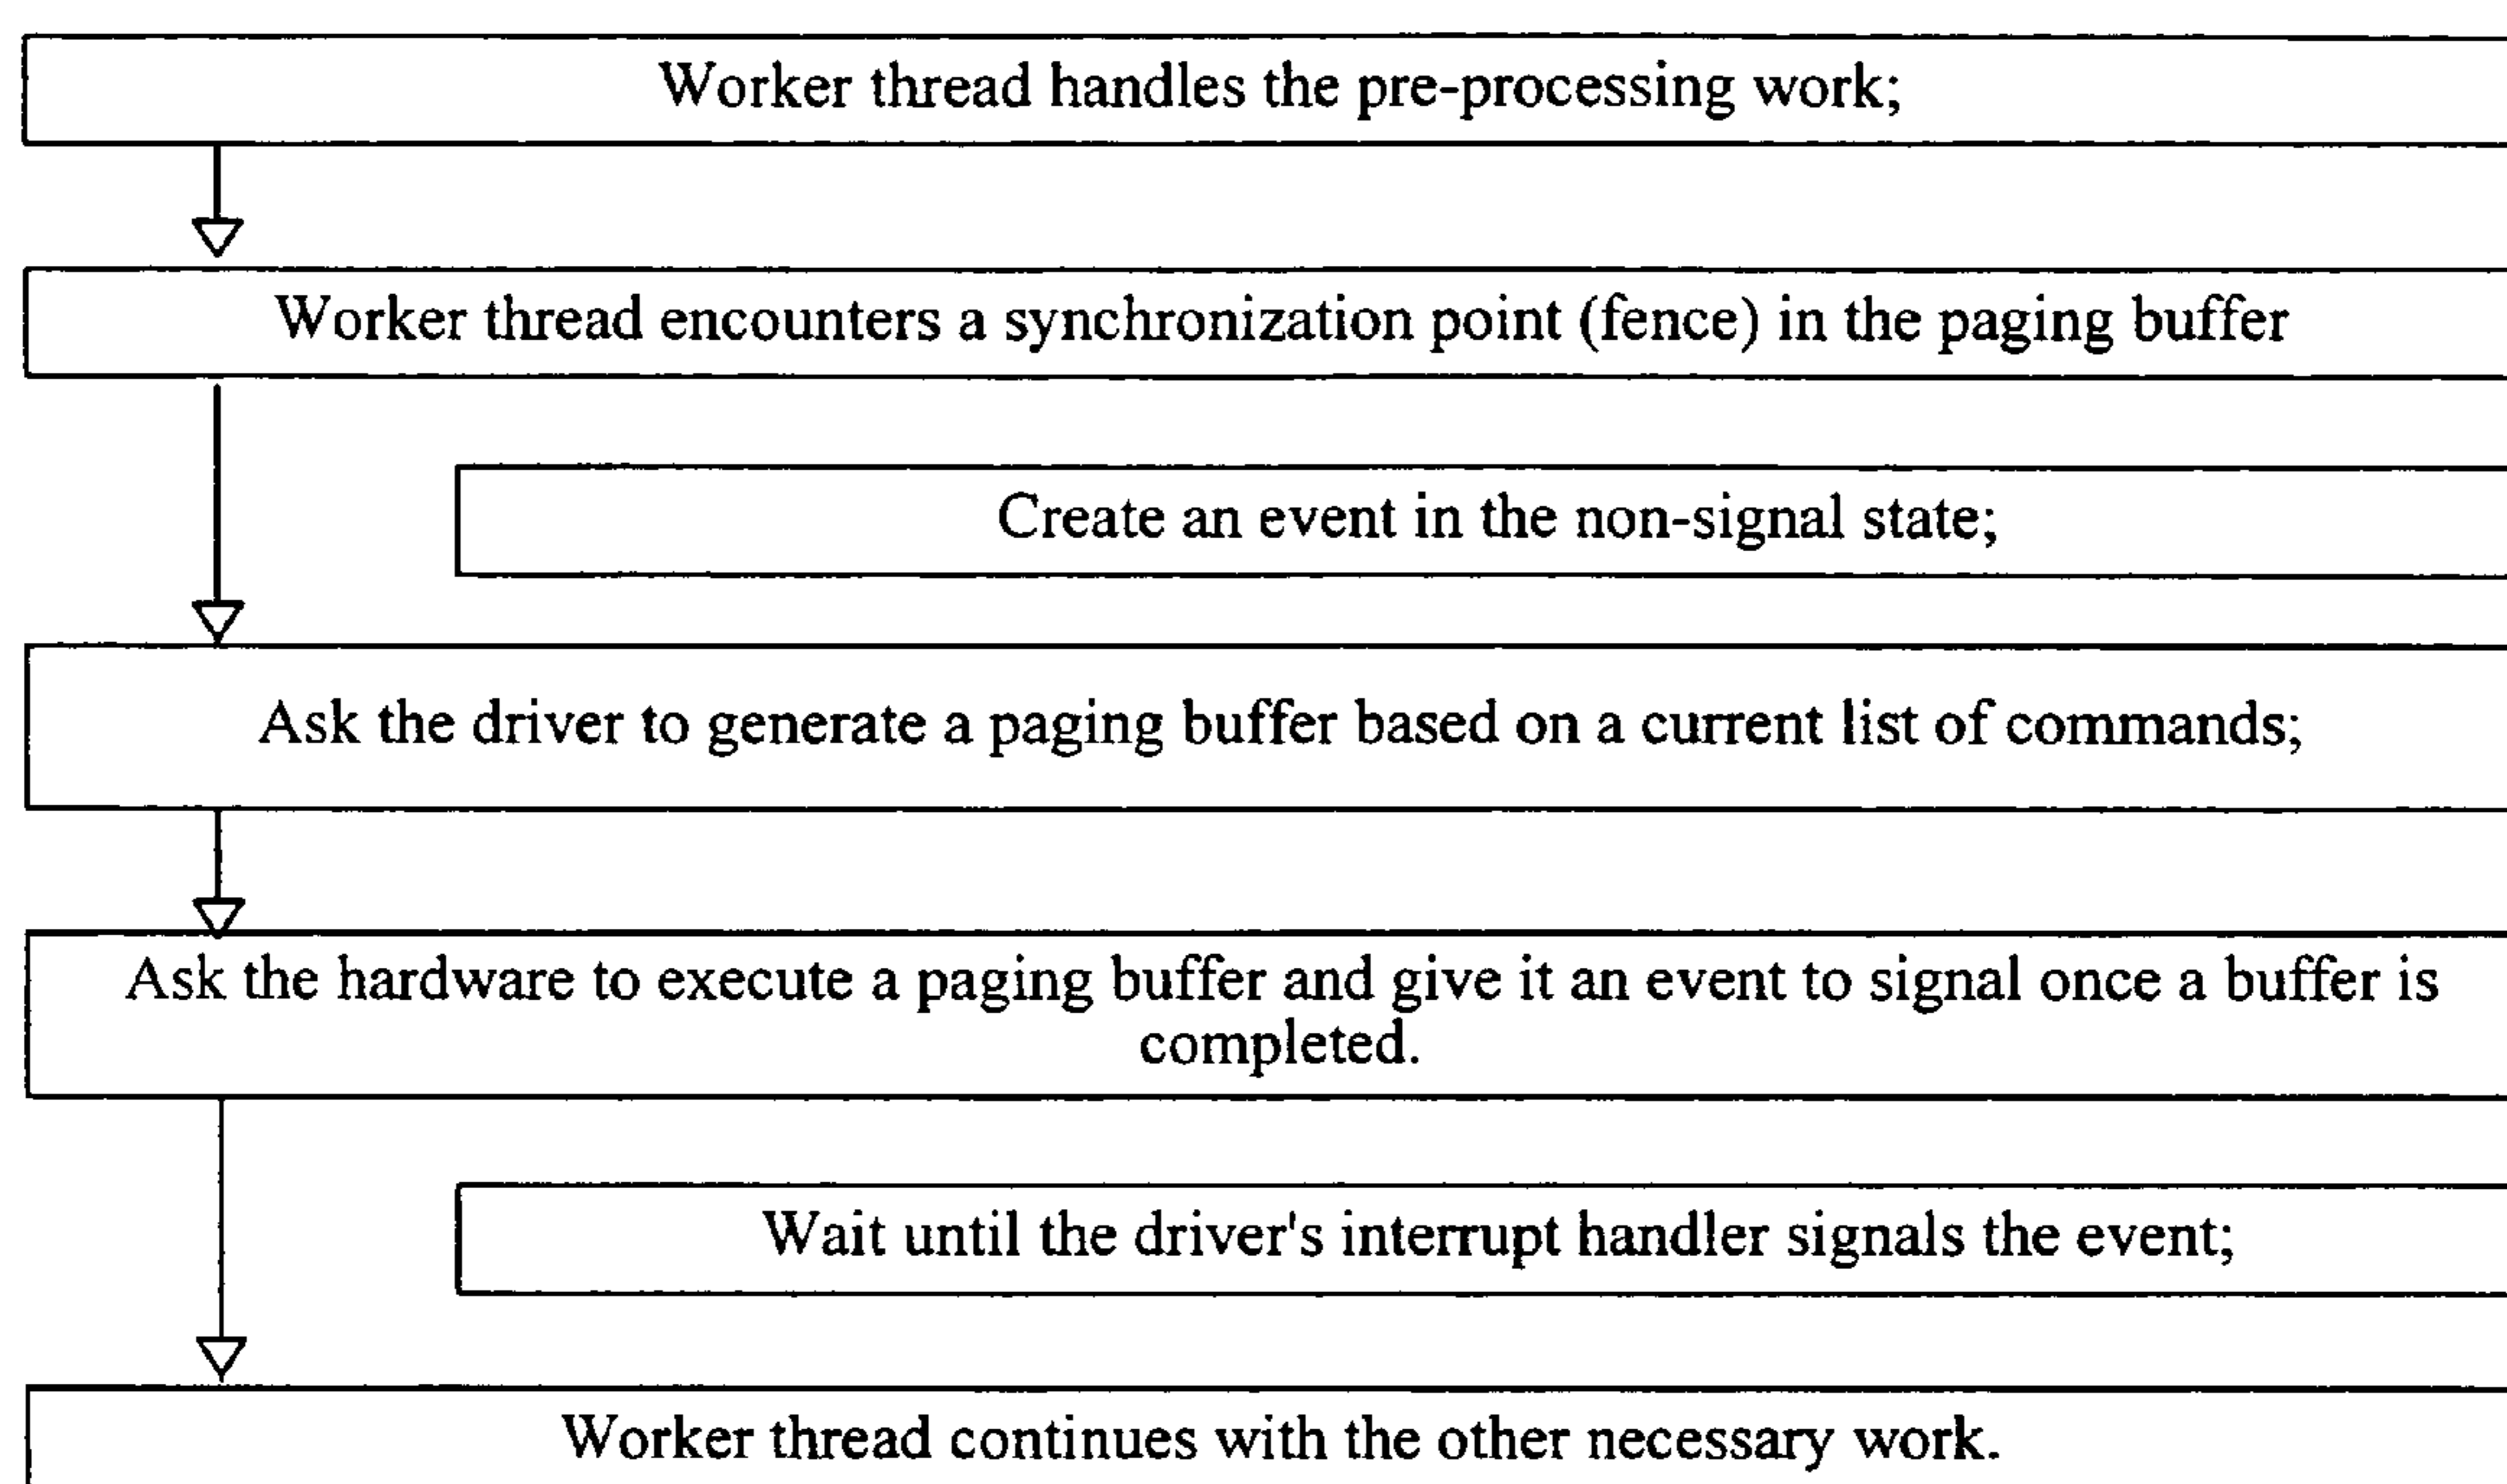 Worker thread handles the pre-processing work;
Worker thread encounters a synchronization point (fence) in the paging buffer
Create an event in the non-signal state;
Ask the driver to generate a paging buffer based on a current list of commands;
Ask the hardware to execute a paging buffer and give it an event to signal once a buffer is
completed.
Wait until the driver's interrupt handler signals the event;
Worker thread continues with the other necessary work.